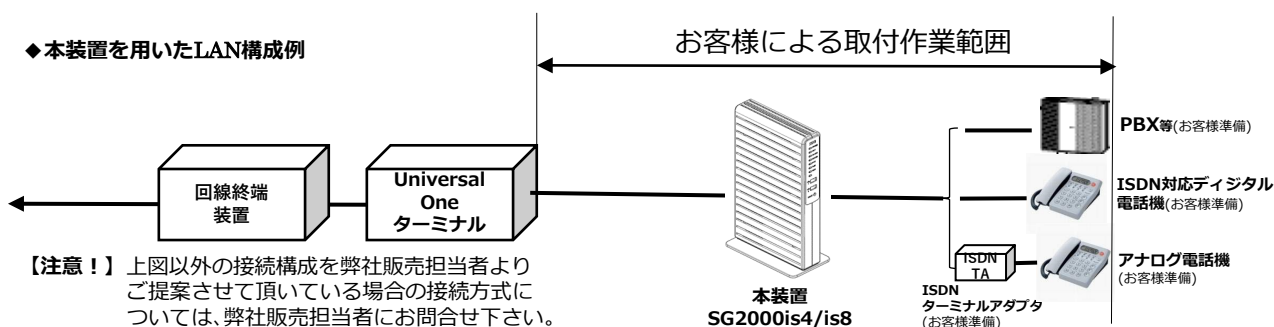 ◆本装置を用いたLAN構成例
お客様による取付作業範囲
回線終端
装置
Universal
One
ターミナル
本装置
SG2000is4/is8
PBX等(お客様準備)
ISDN対応ディジタル
電話機(お客様準備)
ISDN
TA
ISDN
ターミナルアダプタ
(お客様準備)
アナログ電話機
(お客様準備)
【注意！】上図以外の接続構成を弊社販売担当者より
ご提案させて頂いている場合の接続方式に
ついては、弊社販売担当者にお問合せ下さい。